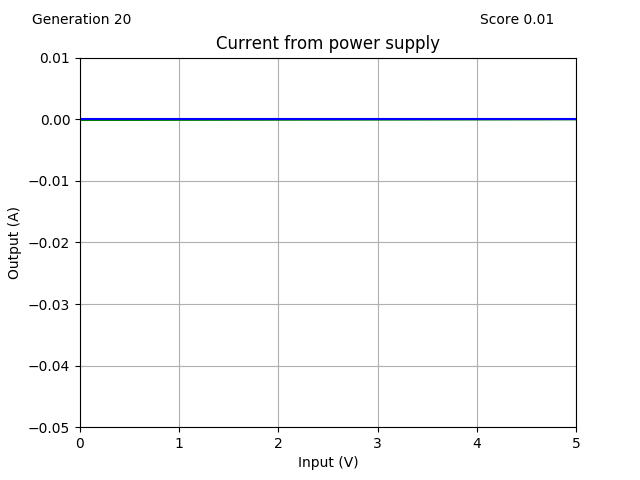 Generation 20 Score 0.01
Current from power supply
0.01
0.00
−0.01
−0.02
−0.03
−0.04
−0.05
Output (A)
0 1 2 3 4 5
Input (V)